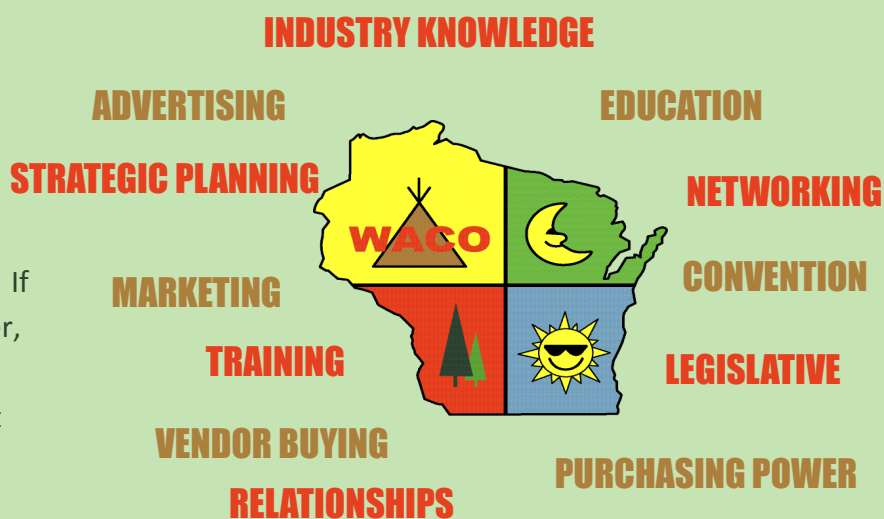 INDUSTRY KNOWLEDGE
ADVERTISING
EDUCATION
STRATEGIC PLANNING
NETWORKING
WACO
If
MARKETING
CONVENTION
r,
TRAINING
LEGISLATIVE
VENDOR BUYING
PURCHASING POWER
RELATIONSHIPS